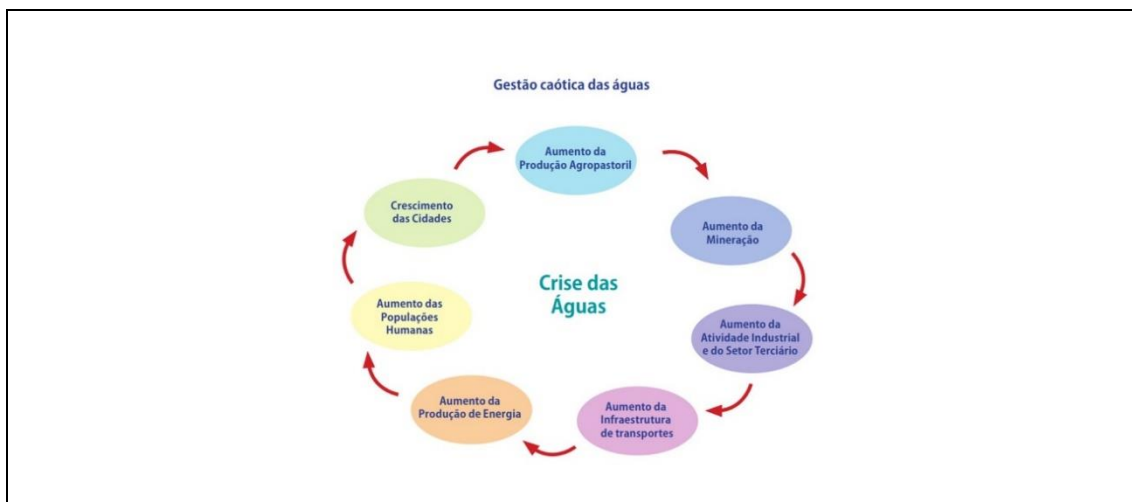 Gestão caótica das águas
Aumento da
Produção Agropastoril
Aumento da
Mineração
Aumento da
Atividade Industrial
e do Setor Terciário
Aumento da
Infraestrutura
de transportes
Aumento da
Produção de Energia
Aumento das
Populações
Humanas
Crescimento
das Cidades
Crise das
Águas